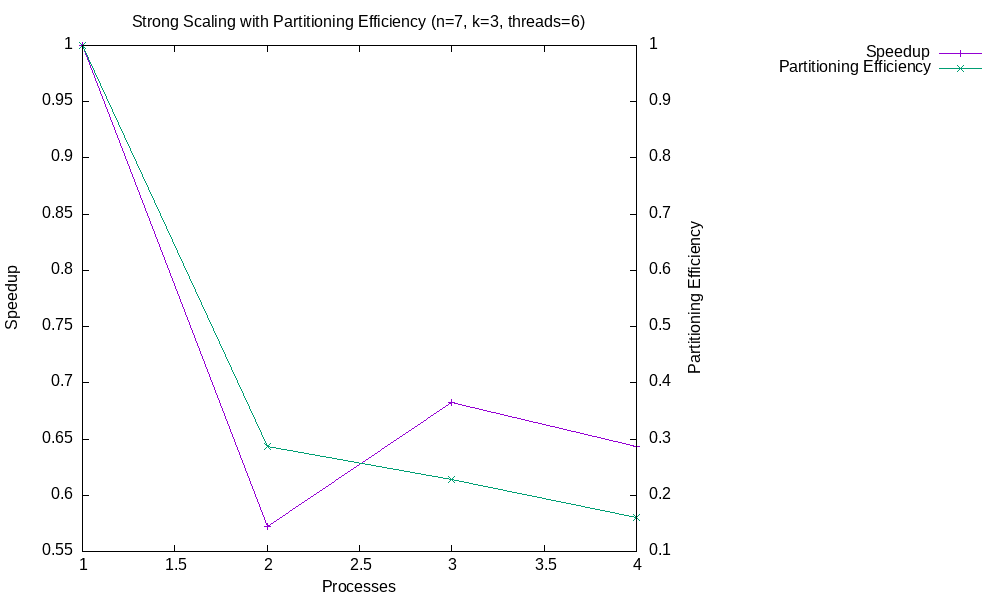 Strong Scaling with Partitioning Efficiency (n=7, k=3, threads=6)
Speedup
Partitioning Efficiency
1
0.95
0.9
0.85
0.8
0.75
0.7
0.65
0.6
0.55
Speedup
1
0.9
0.8
0.7
0.6
0.5
0.4
0.3
0.2
0.1
Partitioning Efficiency
1 1.5 2 2.5 3 3.5 4
Processes